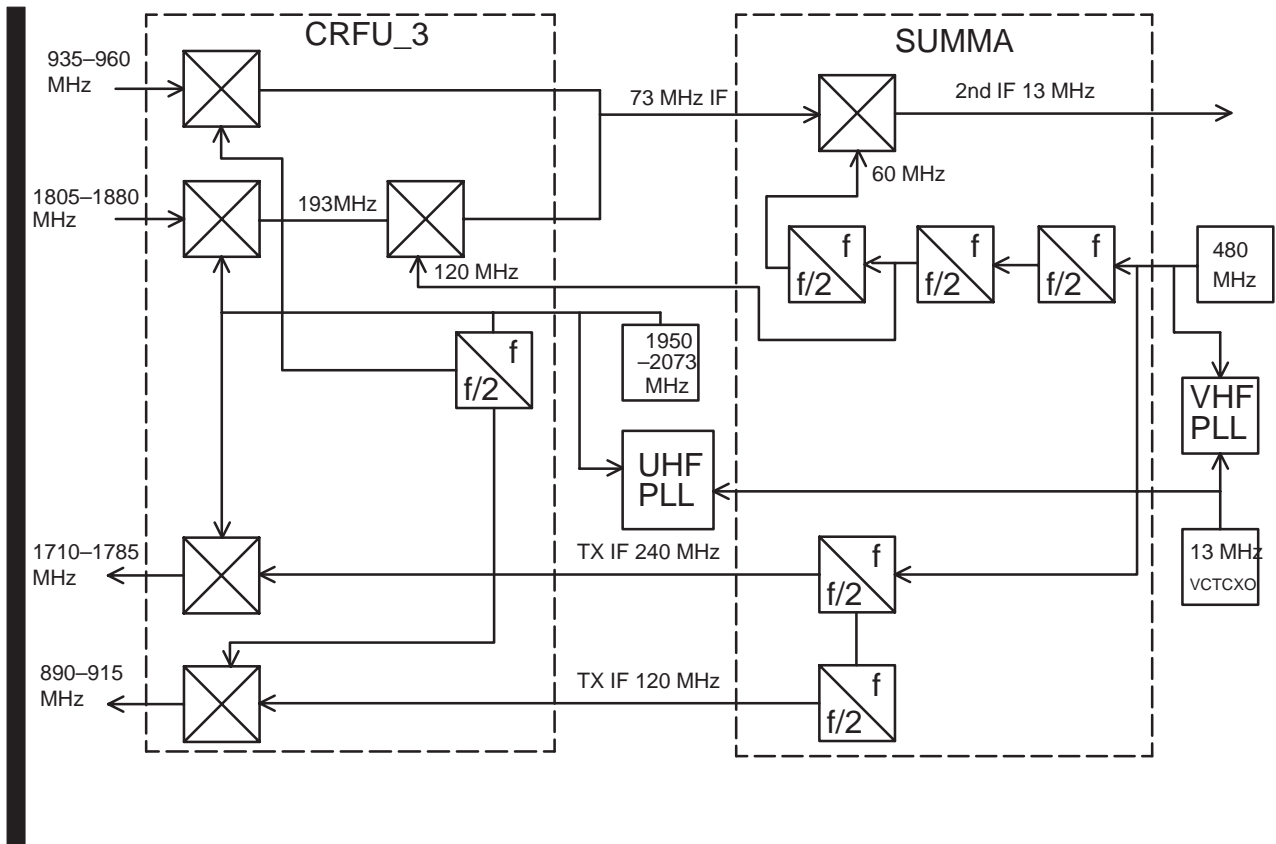 CRFU_3
SUMMA
935–960
MHz
73 MHz IF
2nd IF 13 MHz
60 MHz
1805–1880
MHz
193MHz
120 MHz
f
f/2
f
f/2
f
f/2
480
MHz
f
f/2
1950
–2073
MHz
VHF
PLL
UHF
PLL
1710–1785
MHz
TX IF 240 MHz
f
f/2
13 MHz
VCTCXO
890–915
MHz
TX IF 120 MHz
f
f/2